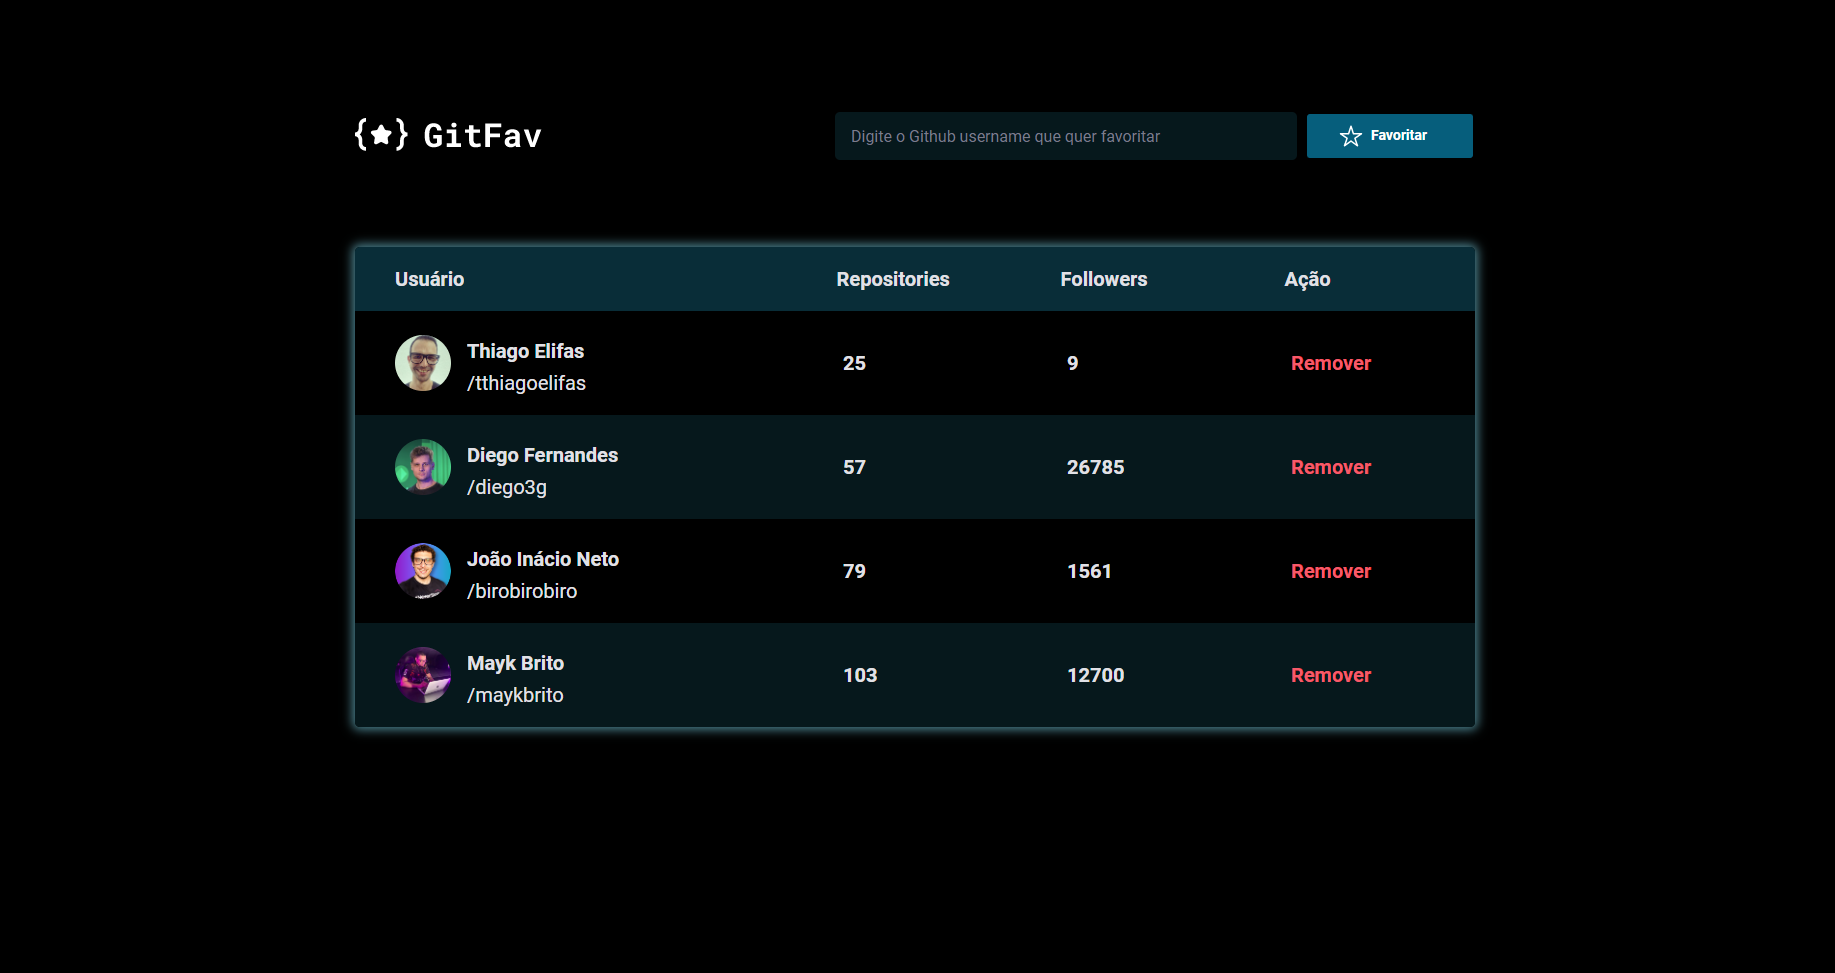 {★} GitFav
Digite o Github username que quer favoritar
Favoritar
Usuário Repositories Followers Ação
Thiago Elifas
/tthiagoelifas
25 9 Remover
Diego Fernandes
/diego3g
57 26785 Remover
João Inácio Neto
/birobirobiro
79 1561 Remover
Mayk Brito
/maykbrito
103 12700 Remover